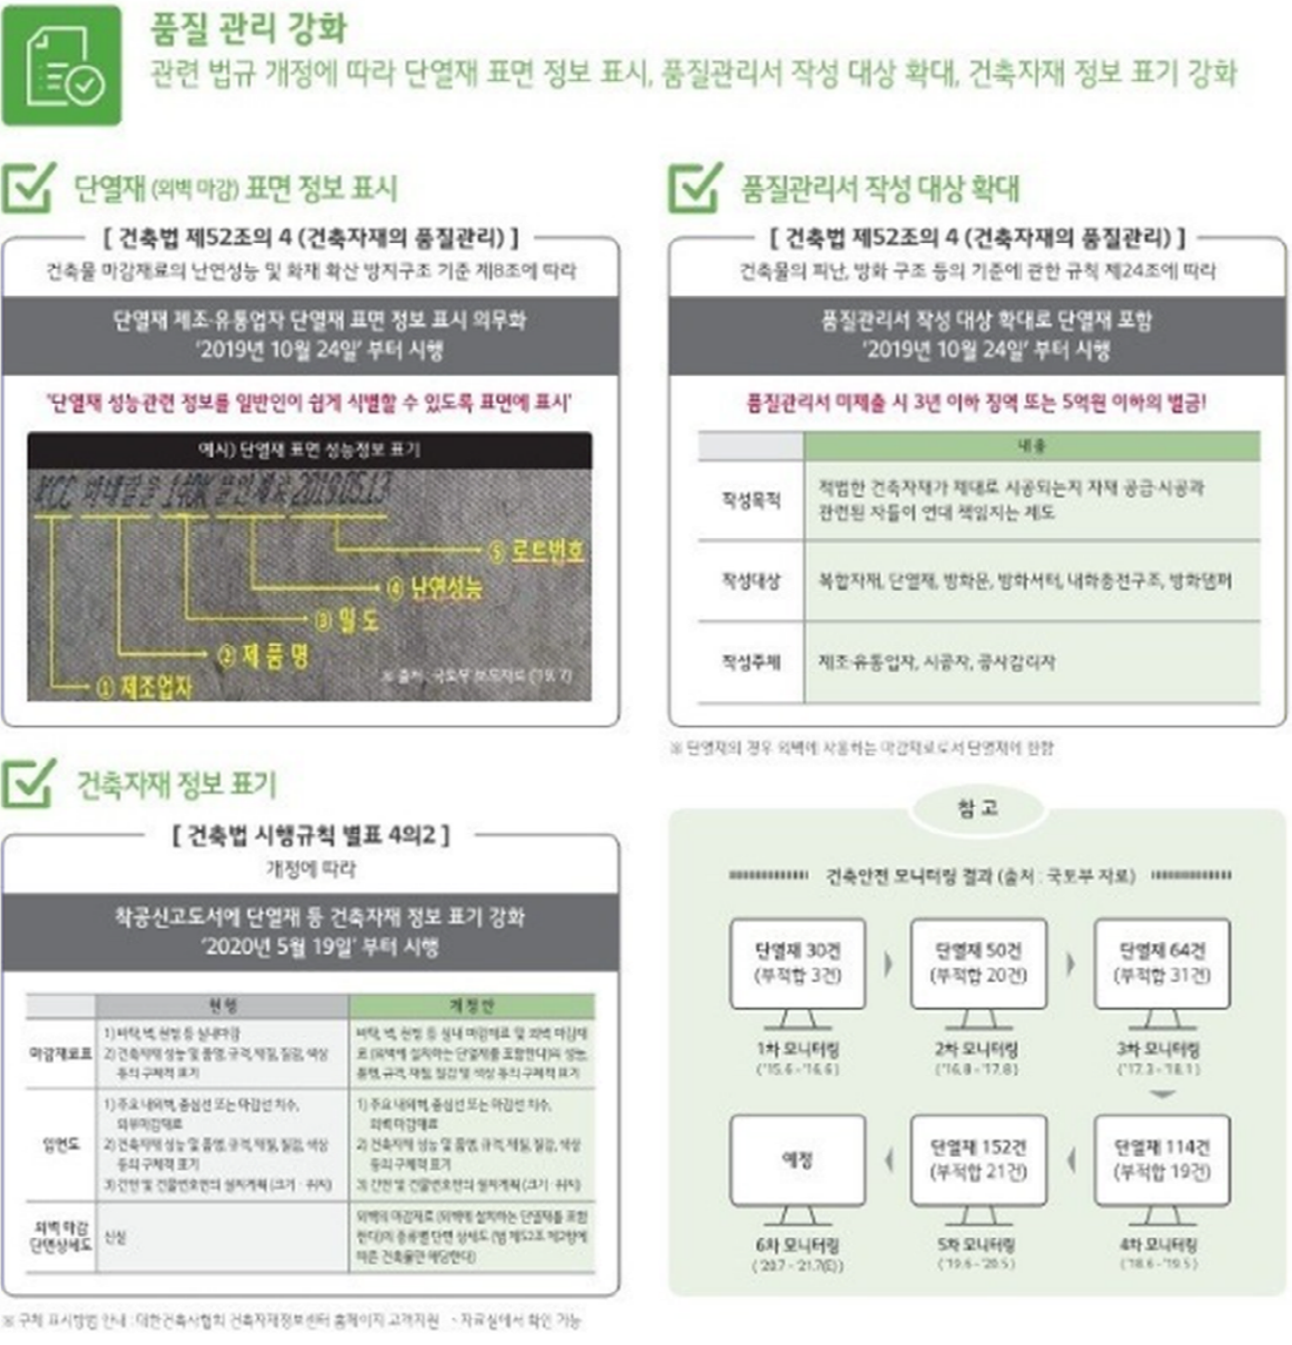 품질 관리 강화
관련 법규 개정에 따라 단열재 표면 정보 표시, 품질관리서 작성 대상 확대, 건축자재 정보 표기 강화
단열재 (외벽 마감) 표면 정보 표시
[ 건축법 제52조의 4 (건축자재의 품질관리) ]
건축물 마감재료의 난연성능 및 화재 확산 방지구조 기준 제8조에 따라
단열재 제조·유통업자 단열재 표면 정보 표시 의무화
'2019년 10월 24일' 부터 시행
'단열재 성능관련 정보를 일반인이 쉽게 식별할 수 있도록 표면에 표시'
예시) 단열재 표면 성능정보 표기
KCC 140K 2019.05.13
⑤ 로트번호
④ 난연성능
③ 밀 도
② 제 품 명
① 제조업자
※ 출처 : 국토부 보도자료 ('19. 7)
품질관리서 작성 대상 확대
[ 건축법 제52조의 4 (건축자재의 품질관리) ]
건축물의 피난, 방화 구조 등의 기준에 관한 규칙 제24조에 따라
품질관리서 작성 대상 확대로 단열재 포함
'2019년 10월 24일' 부터 시행
품질관리서 미제출 시 3년 이하 징역 또는 5억원 이하의 벌금!
내용
작성목적
적법한 건축자재가 제대로 시공되는지 자재 공급·시공과
관련된 자들이 연대 책임지는 제도
작성대상
복합자재, 단열재, 방화문, 방화셔터, 내화충전구조, 방화댐퍼
작성주체
제조·유통업자, 시공자, 공사감리자
※ 단열재의 경우 외벽에 사용하는 마감재료로서 단열재에 한함
건축자재 정보 표기
[ 건축법 시행규칙 별표 4의2 ]
개정에 따라
착공신고도서에 단열재 등 건축자재 정보 표기 강화
'2020년 5월 19일' 부터 시행
현행
개정안
마감재료표
1) 바닥, 벽, 천장 등 실내마감
2) 건축자재 성능 및 품명, 규격, 재질, 질감, 색상
등의 구체적 표기
바닥, 벽, 천장 등 실내 마감재료 및 외벽 마감재
료 (외벽에 설치하는 단열재를 포함한다)의 성능,
품명, 규격, 재질, 질감 및 색상 등의 구체적 표기
입면도
1) 주요 내외벽, 중심선 또는 마감선 치수,
외부마감재료
2) 건축자재 성능 및 품명, 규격, 재질, 질감, 색상
등의 구체적 표기
3) 간판 및 건물번호판의 설치계획 (크기 · 위치)
1) 주요 내외벽, 중심선 또는 마감선 치수,
외벽마감재료
2) 건축자재 성능 및 품명, 규격, 재질, 질감, 색상
등의 구체적 표기
3) 간판 및 건물번호판의 설치계획 (크기 · 위치)
외벽 마감
단면상세도
신설
외벽의 마감재료 (외벽에 설치하는 단열재를 포함
한다)의 종류별 단면 상세도 (법 제52조 제2항에
따른 건축물만 해당한다)
※ 구체 표시방법 안내 : 대한건축사협회 건축자재정보센터 홈페이지 고객지원 - 자료실에서 확인 가능
참 고
건축안전 모니터링 결과 (출처 : 국토부 자료)
단열재 30건
(부적합 3건)
1차 모니터링
('15.6 - '16.6)
단열재 50건
(부적합 20건)
2차 모니터링
('16.8 - '17.8)
단열재 64건
(부적합 31건)
3차 모니터링
('17.3 - '18.1)
예정
6차 모니터링
('20.7 - '21.7(E))
단열재 152건
(부적합 21건)
5차 모니터링
('19.6 - '20.5)
단열재 114건
(부적합 19건)
4차 모니터링
('18.6 - '19.5)